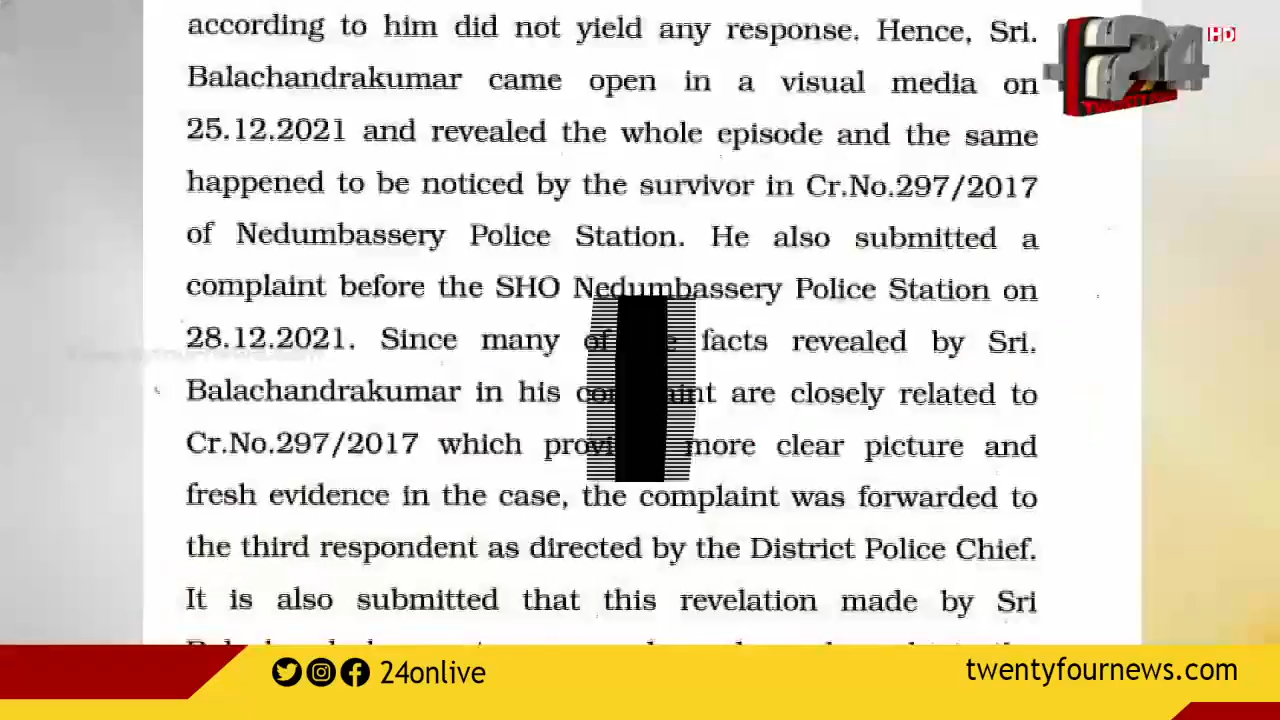 according to him did not yield any response. Hence, Sri.
Balachandrakumar came open in a visual media on
25.12.2021 and revealed the whole episode and the same
happened to be noticed by the survivor in Cr.No.297/2017
of Nedumbassery Police Station. He also submitted a
complaint before the SHO Nedumbassery Police Station on
28.12.2021. Since many of facts revealed by Sri.
Balachandrakumar in his are closely related to
Cr.No.297/2017 which more clear picture and
fresh evidence in the case, the complaint was forwarded to
the third respondent as directed by the District Police Chief.
It is also submitted that this revelation made by Sri
24 HD
24onlive
twentyfournews.com